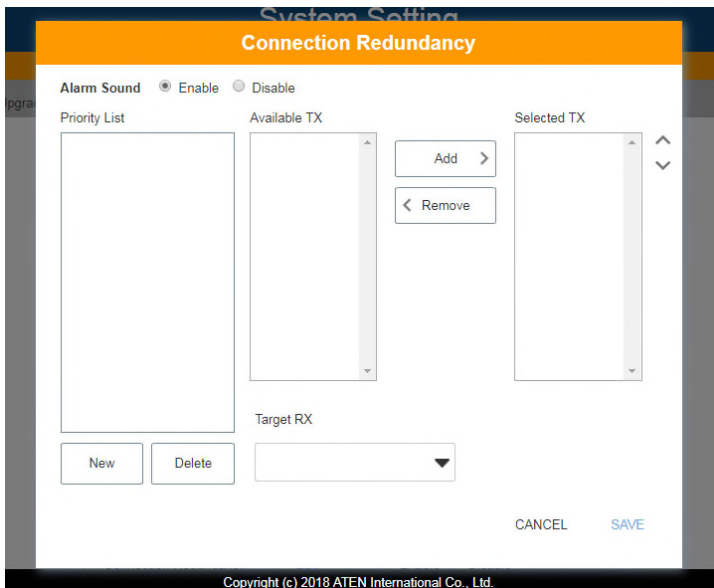 System Setting
Connection Redundancy
Alarm Sound Enable Disable
Upgra
Priority List Available TX Selected TX
Add
Remove
Target RX
New Delete
CANCEL SAVE
Copyright (c) 2018 ATEN International Co., Ltd.